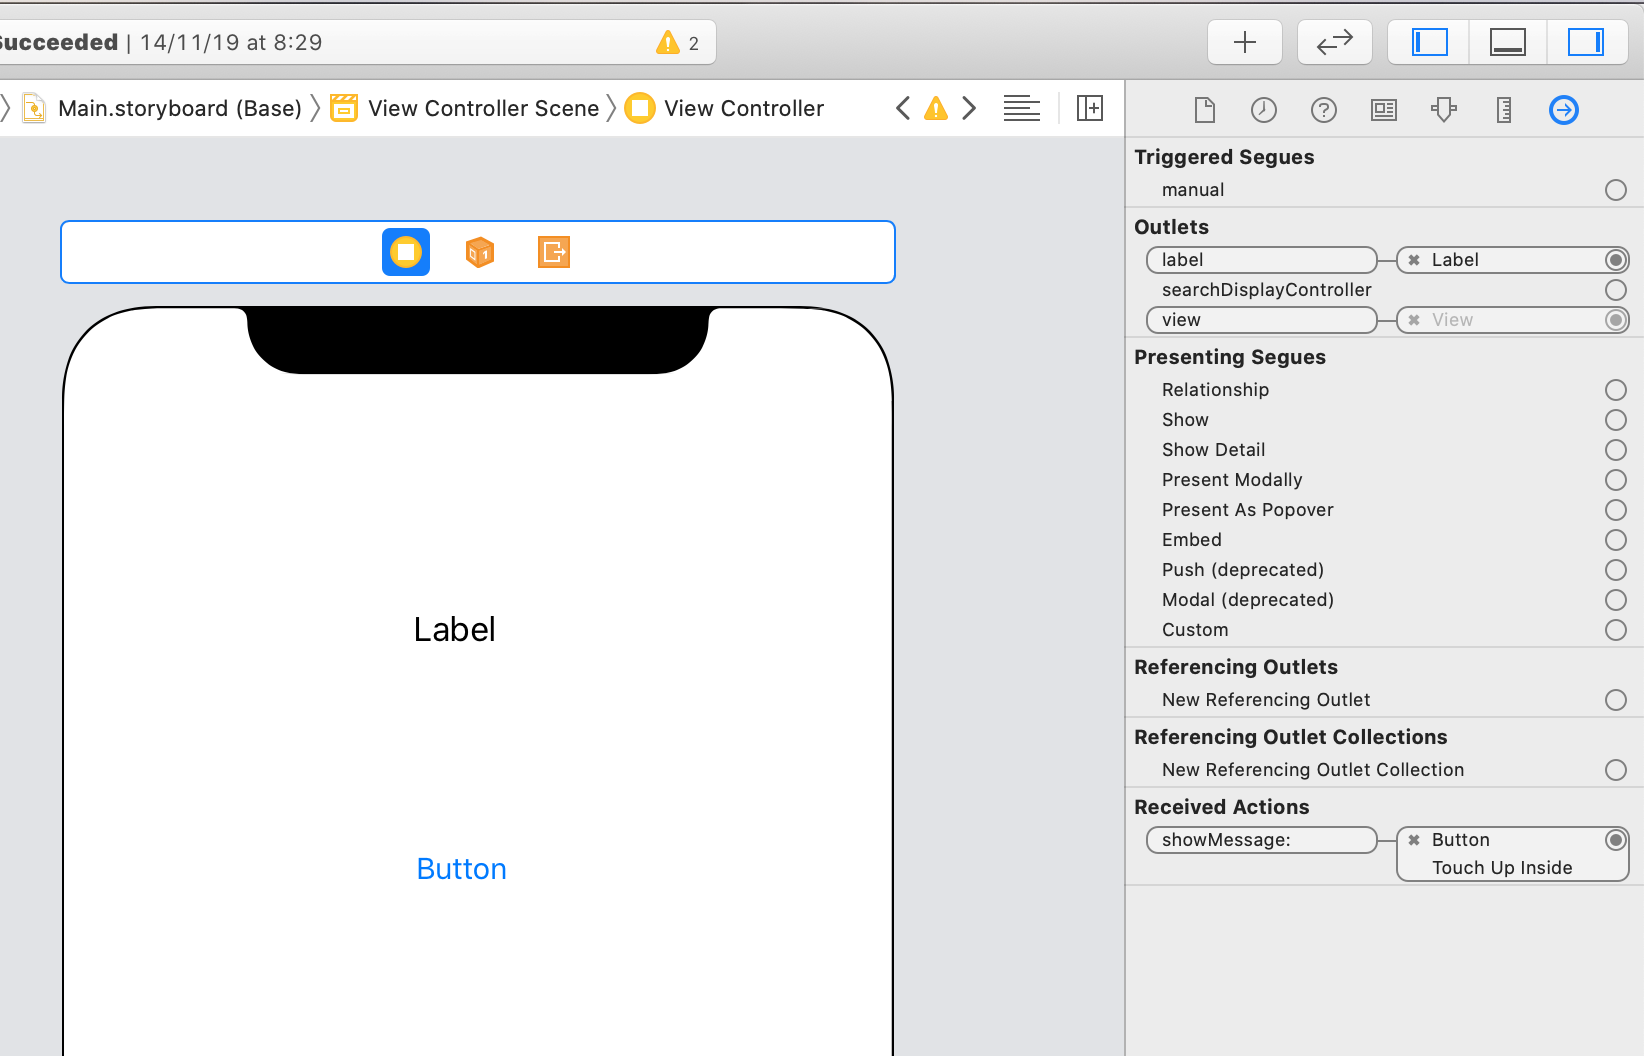 Succeeded | 14/11/19 at 8:29 2
Main.storyboard (Base) View Controller Scene View Controller
Triggered Segues
manual
Outlets
label Label
searchDisplayController
view View
Presenting Segues
Relationship
Show
Show Detail
Present Modally
Present As Popover
Embed
Push (deprecated)
Modal (deprecated)
Custom
Referencing Outlets
New Referencing Outlet
Referencing Outlet Collections
New Referencing Outlet Collection
Received Actions
showMessage: Button
Touch Up Inside
Label
Button